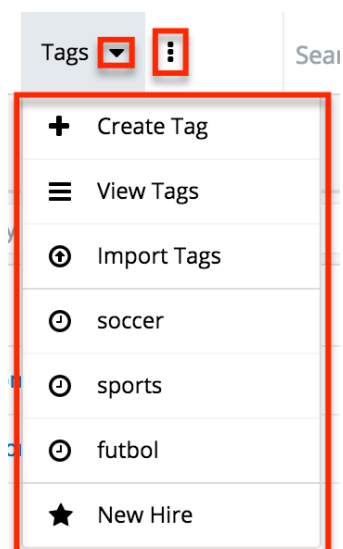 Tags
Sear
Create Tag
View Tags
Import Tags
soccer
sports
futbol
New Hire